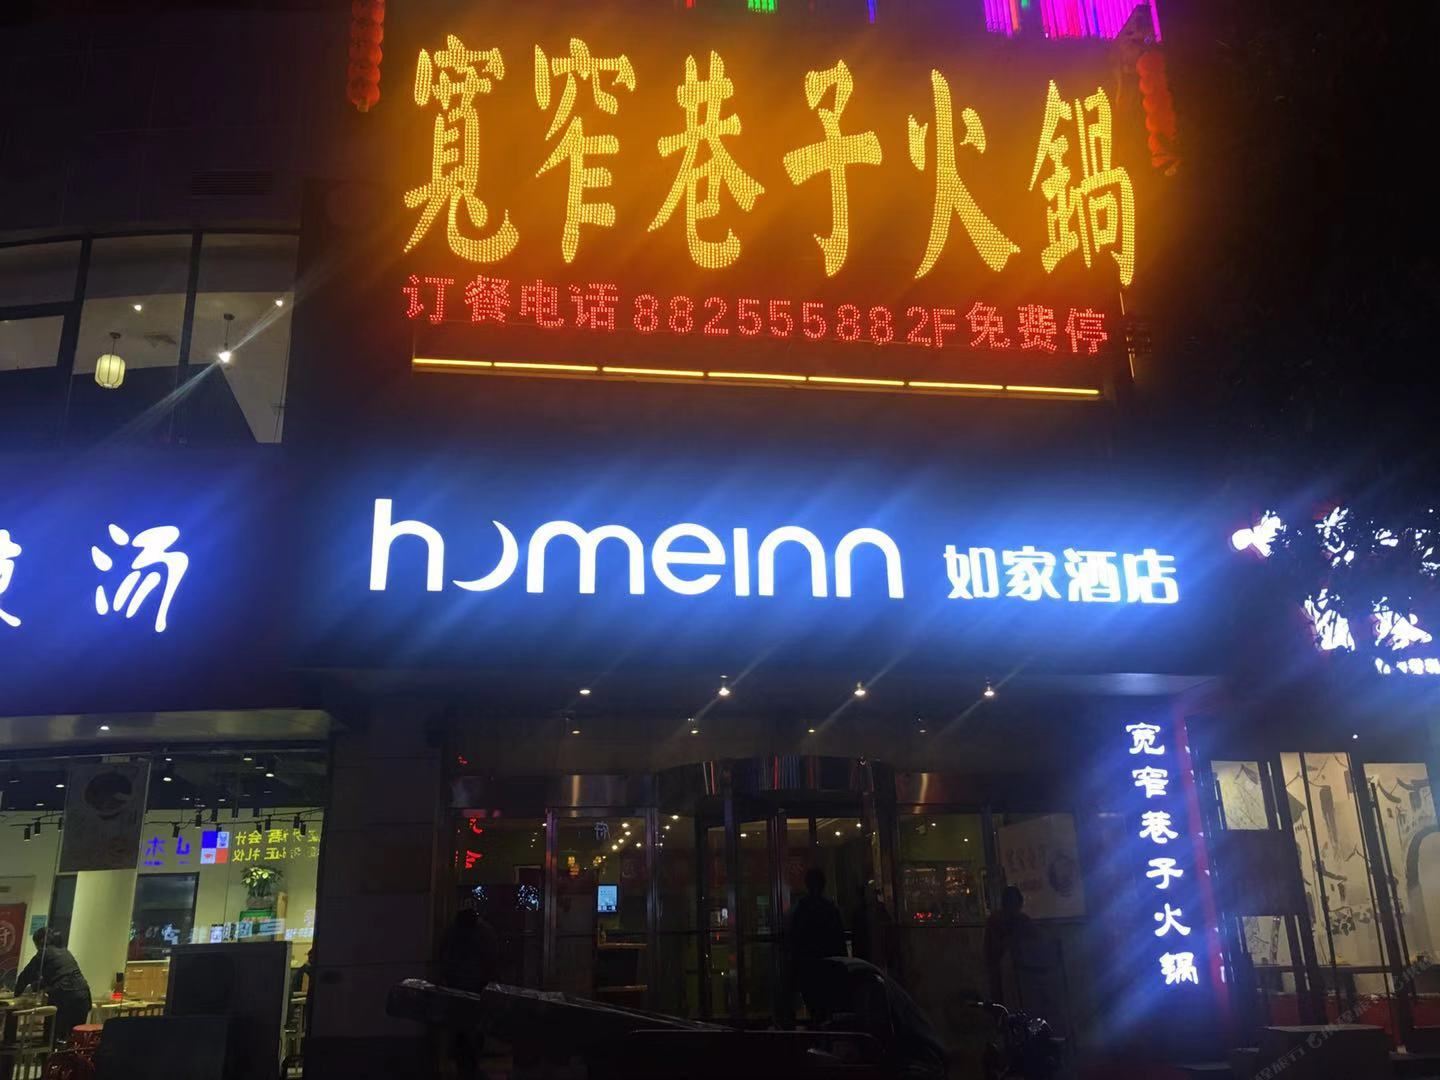 寬窄巷子火鍋
订餐电话882555882F免费停
汤
homeinn 如家酒店
宽窄巷子火锅